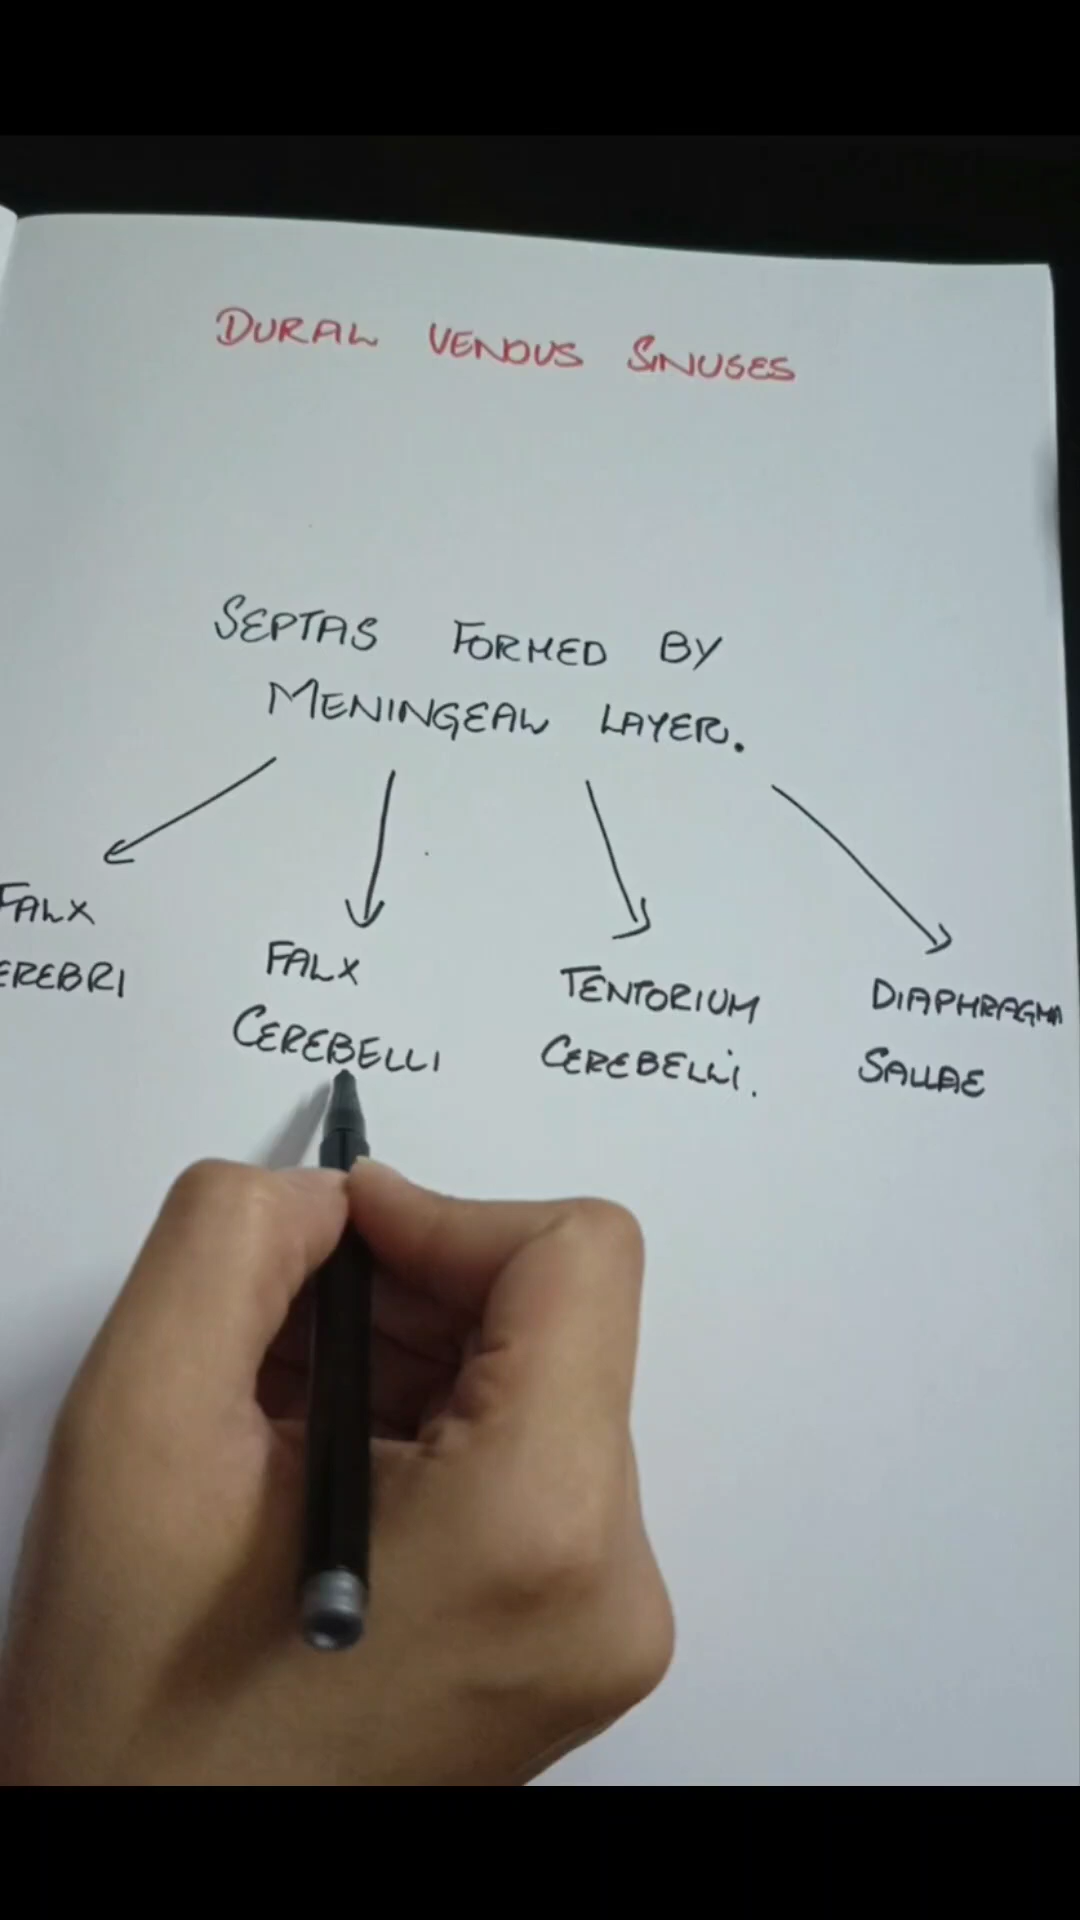 DURAL VENOUS SINUSES
SEPTAS FORMED BY
MENINGEAL LAYER.
FALX
EREBRI
FALX
CEREBELLI
TENTORIUM
CEREBELLI.
DIAPHRAGMA
SALLAE